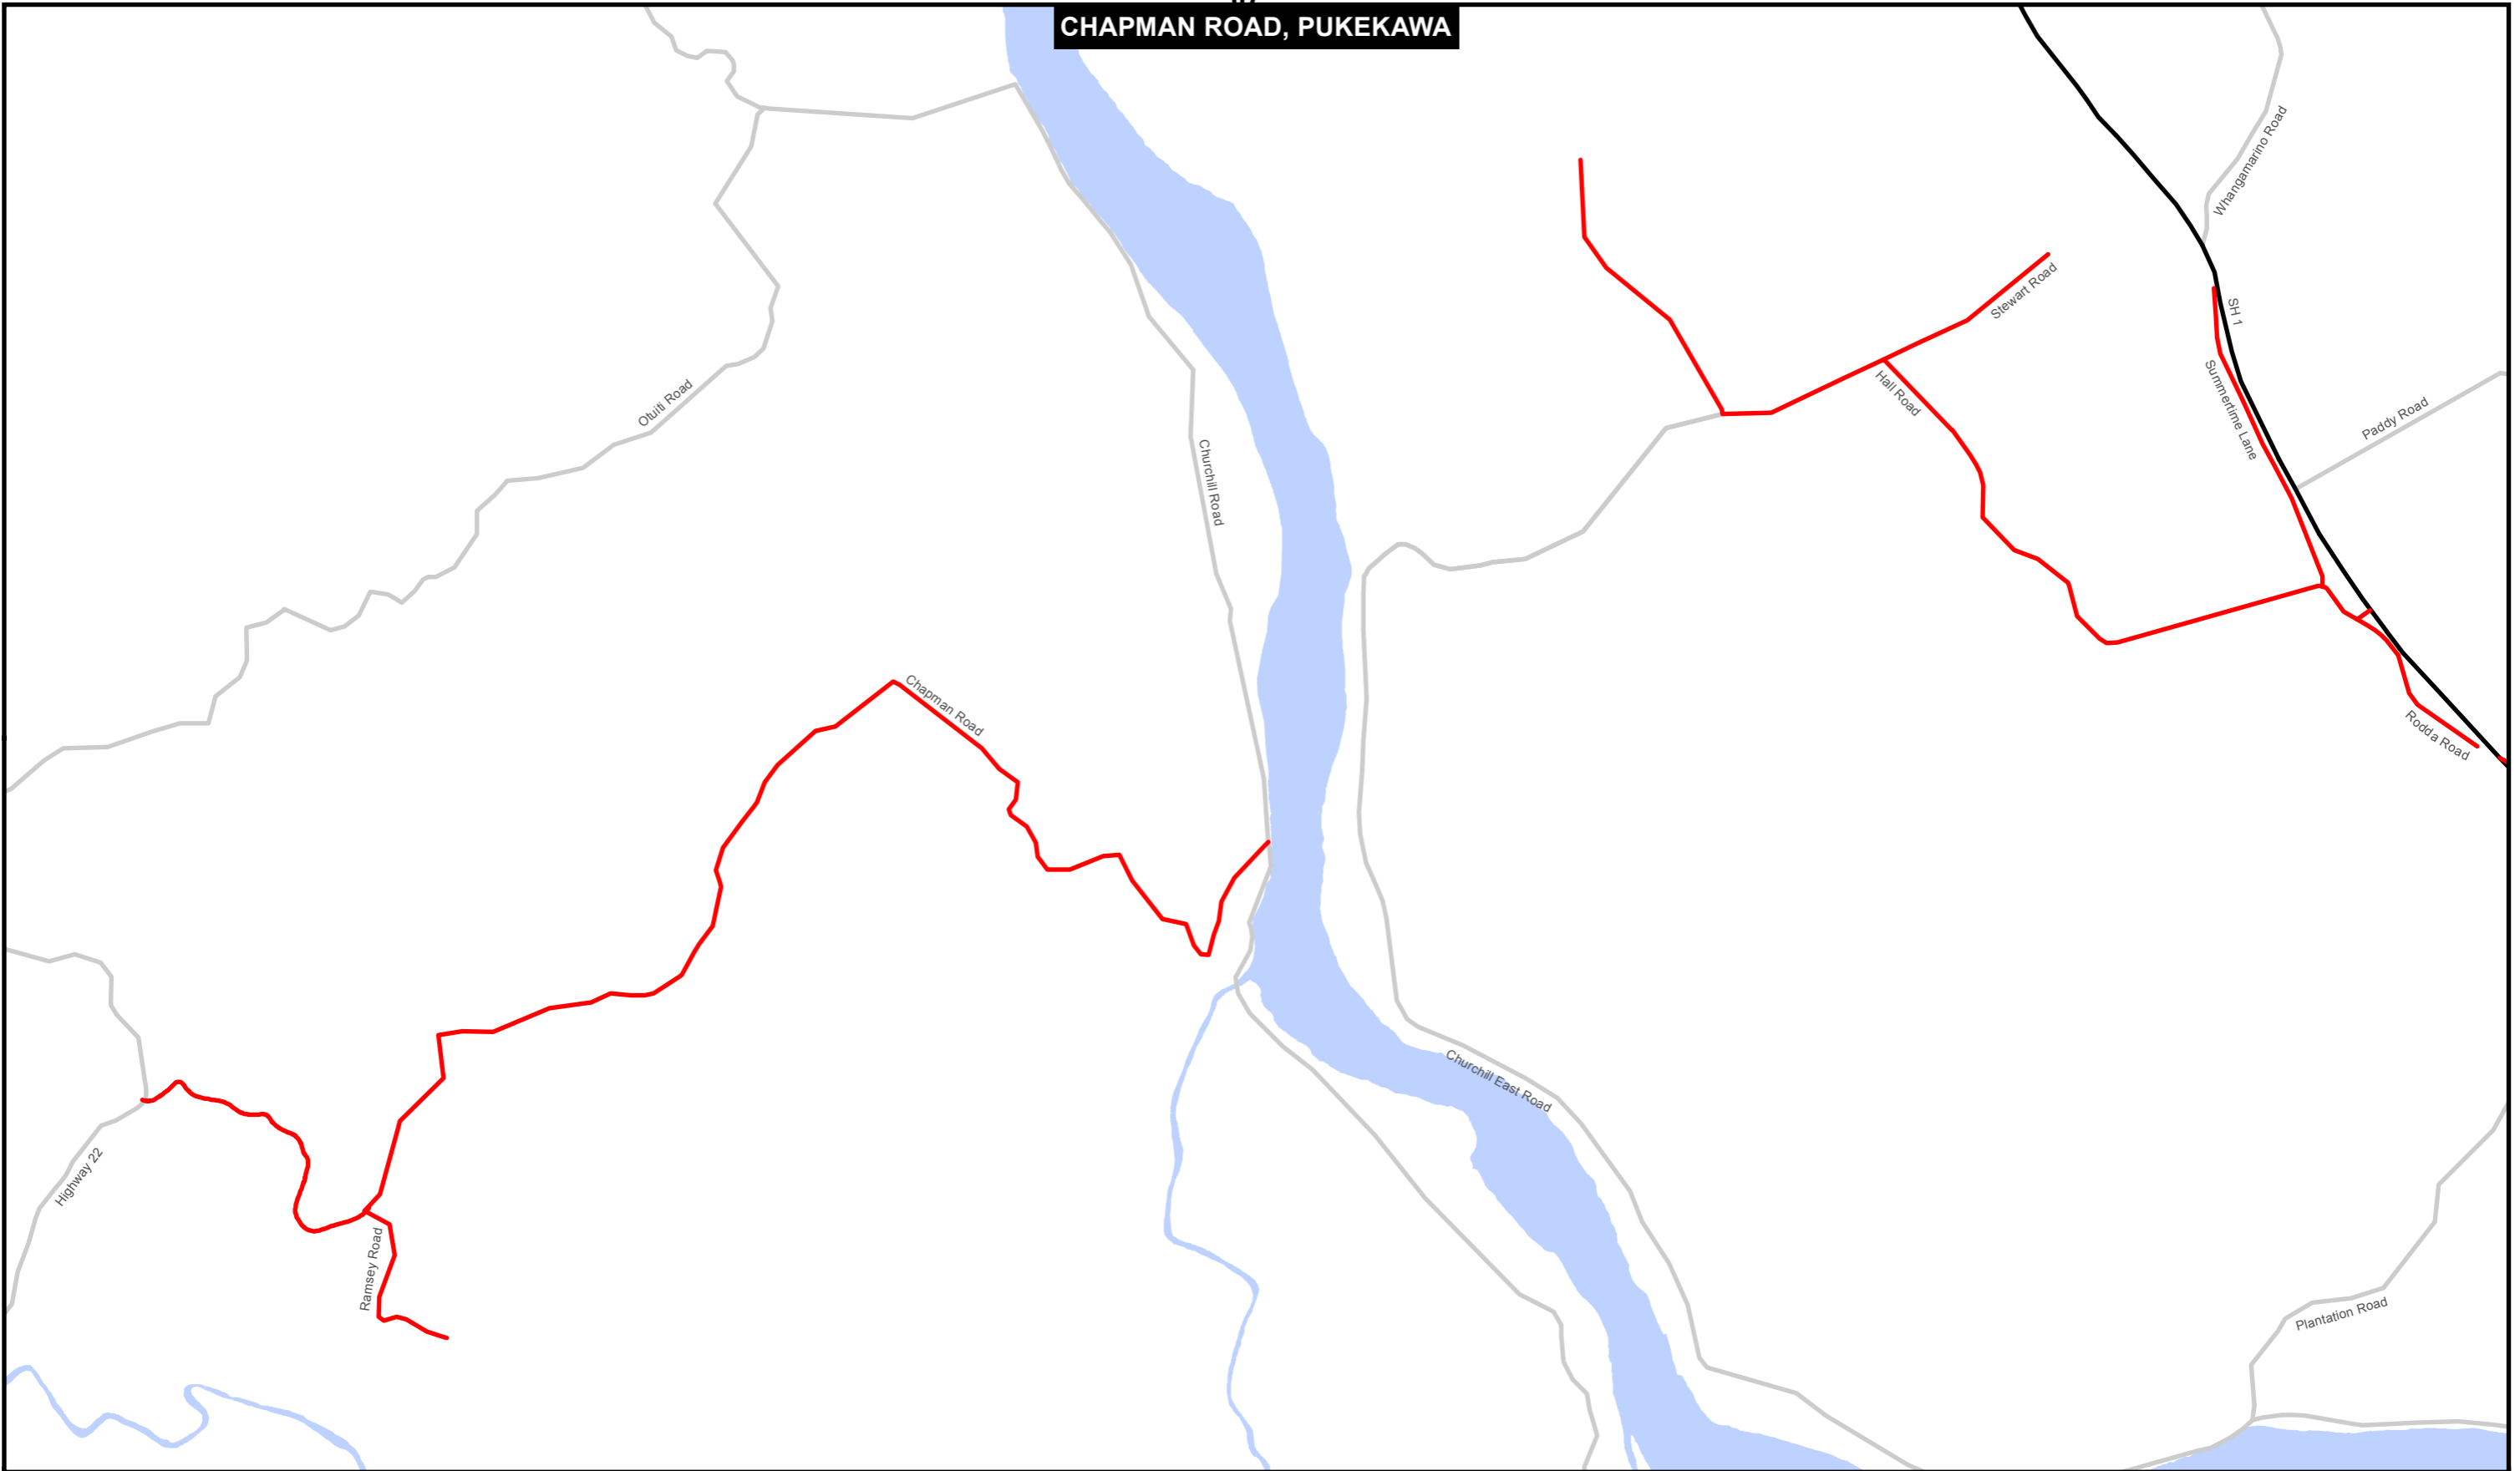 CHAPMAN ROAD, PUKEKAWA
Whangamarino Road
Stewart Road
SH 1
Hall Road
Summertime Lane
Paddy Road
Otuiti Road
Churchill Road
Chapman Road
Rodda Road
Churchill East Road
Highway 22
Ramsey Road
Plantation Road